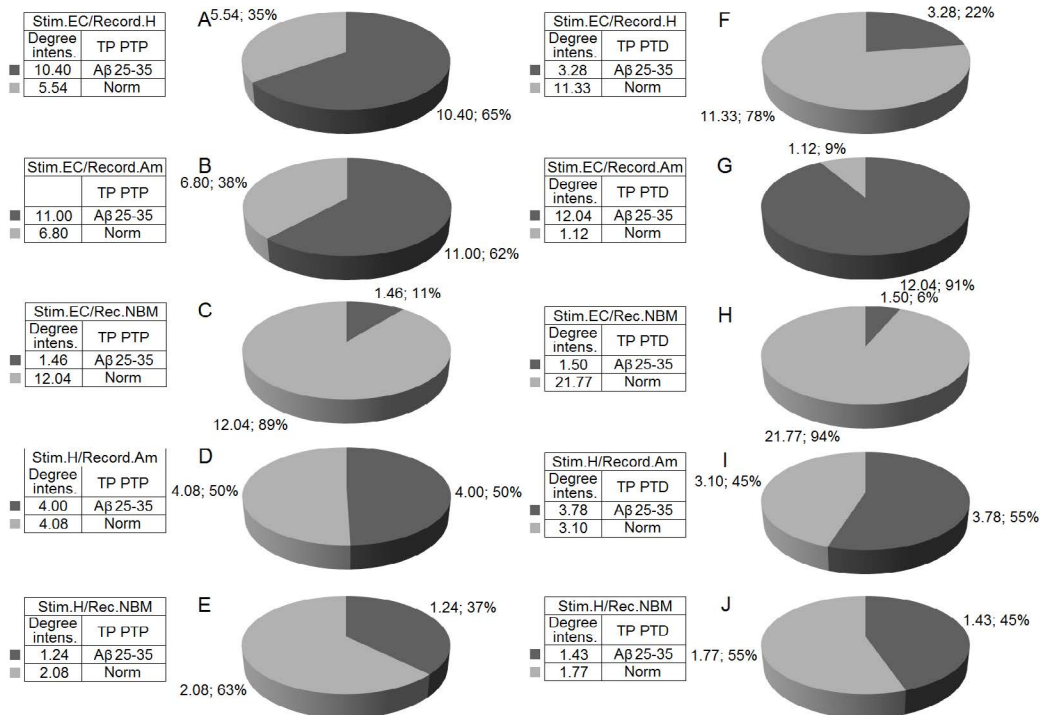 Stim.EC/Record.H
Degree intens. TP PTP
10.40 Aβ 25-35
5.54 Norm
A
5.54; 35%
10.40; 65%
Stim.EC/Record.Am
TP PTP
11.00 Aβ 25-35
6.80 Norm
B
6.80; 38%
11.00; 62%
Stim.EC/Rec.NBM
Degree intens. TP PTP
1.46 Aβ 25-35
12.04 Norm
C
1.46; 11%
12.04; 89%
Stim.H/Record.Am
Degree intens. TP PTP
4.00 Aβ 25-35
4.08 Norm
D
4.08; 50%
4.00; 50%
Stim.H/Rec.NBM
Degree intens. TP PTP
1.24 Aβ 25-35
2.08 Norm
E
1.24; 37%
2.08; 63%
Stim.EC/Record.H
Degree intens. TP PTD
3.28 Aβ 25-35
11.33 Norm
F
3.28; 22%
11.33; 78%
Stim.EC/Record.Am
Degree intens. TP PTD
12.04 Aβ 25-35
1.12 Norm
G
1.12; 9%
12.04; 91%
Stim.EC/Rec.NBM
Degree intens. TP PTD
1.50 Aβ 25-35
21.77 Norm
H
1.50; 6%
21.77; 94%
Stim.H/Record.Am
Degree intens. TP PTD
3.78 Aβ 25-35
3.10 Norm
I
3.10; 45%
3.78; 55%
Stim.H/Rec.NBM
Degree intens. TP PTD
1.43 Aβ 25-35
1.77 Norm
J
1.43; 45%
1.77; 55%